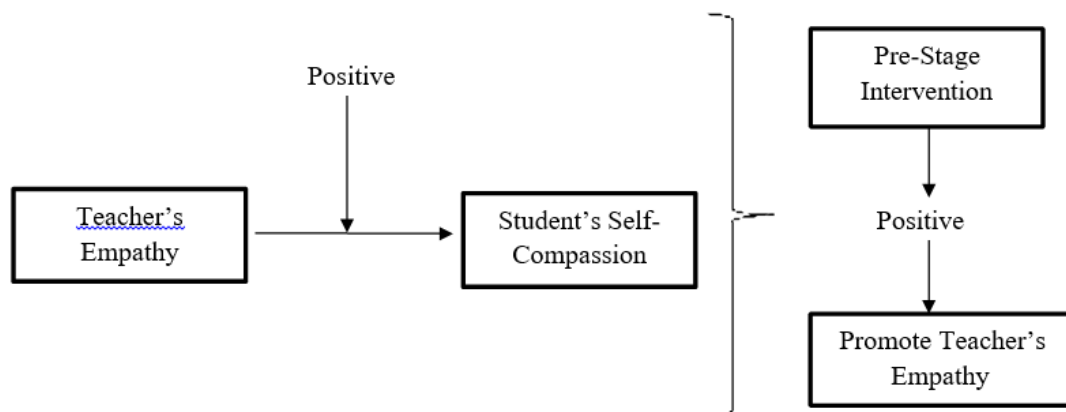 Positive
Teacher's
Empathy
Student's Self-
Compassion
Pre-Stage
Intervention
Positive
Promote Teacher's
Empathy